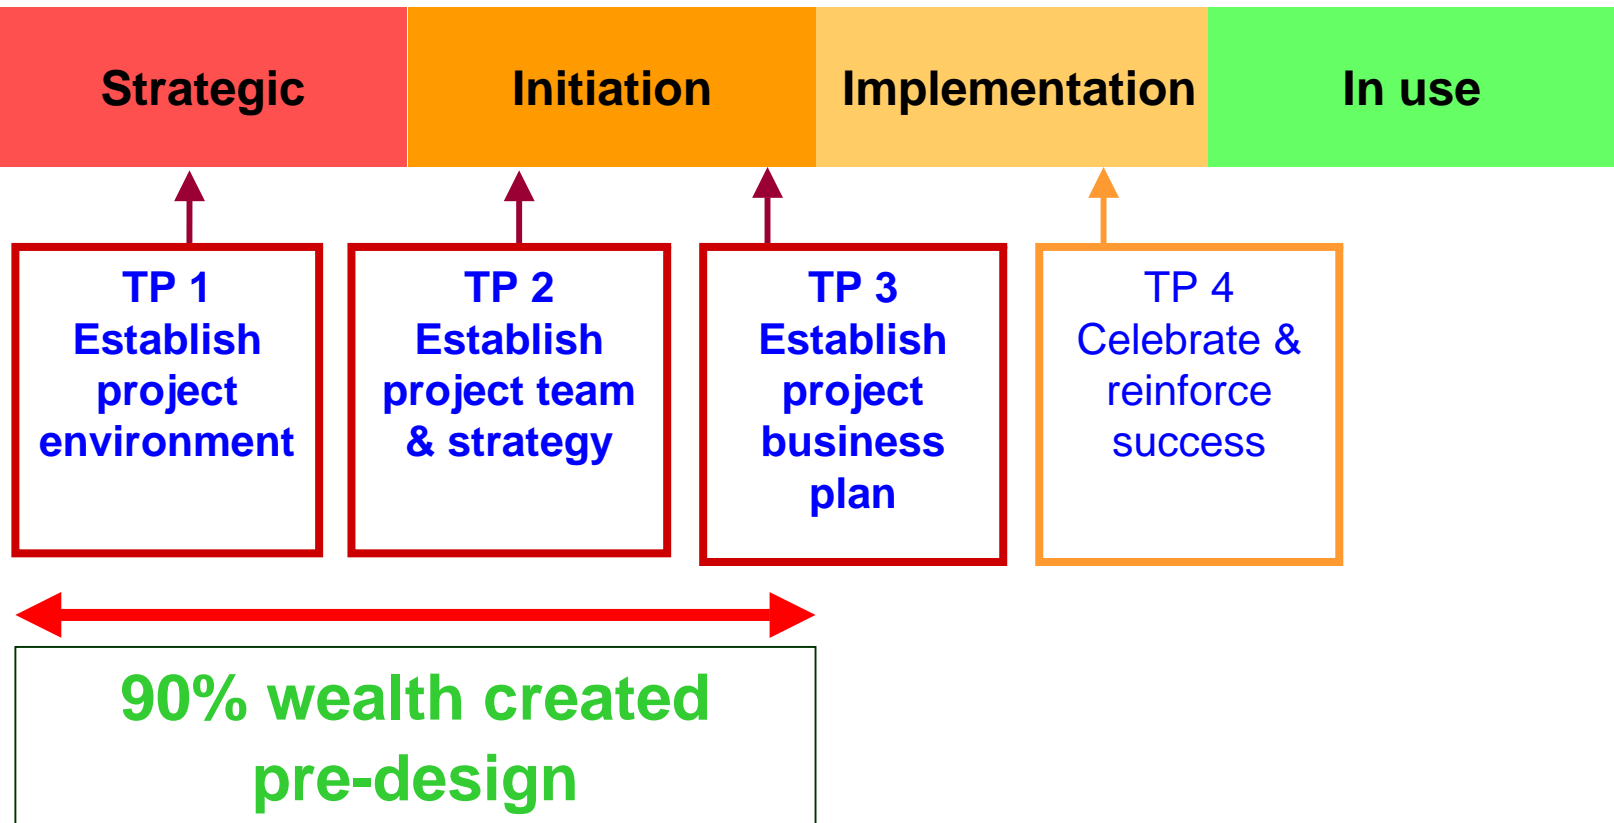 Strategic
Initiation
Implementation
In use
TP 1
Establish
project
environment
TP 2
Establish
project team
& strategy
TP 3
Establish
project
business
plan
TP 4
Celebrate &
reinforce
success
90% wealth created
pre-design